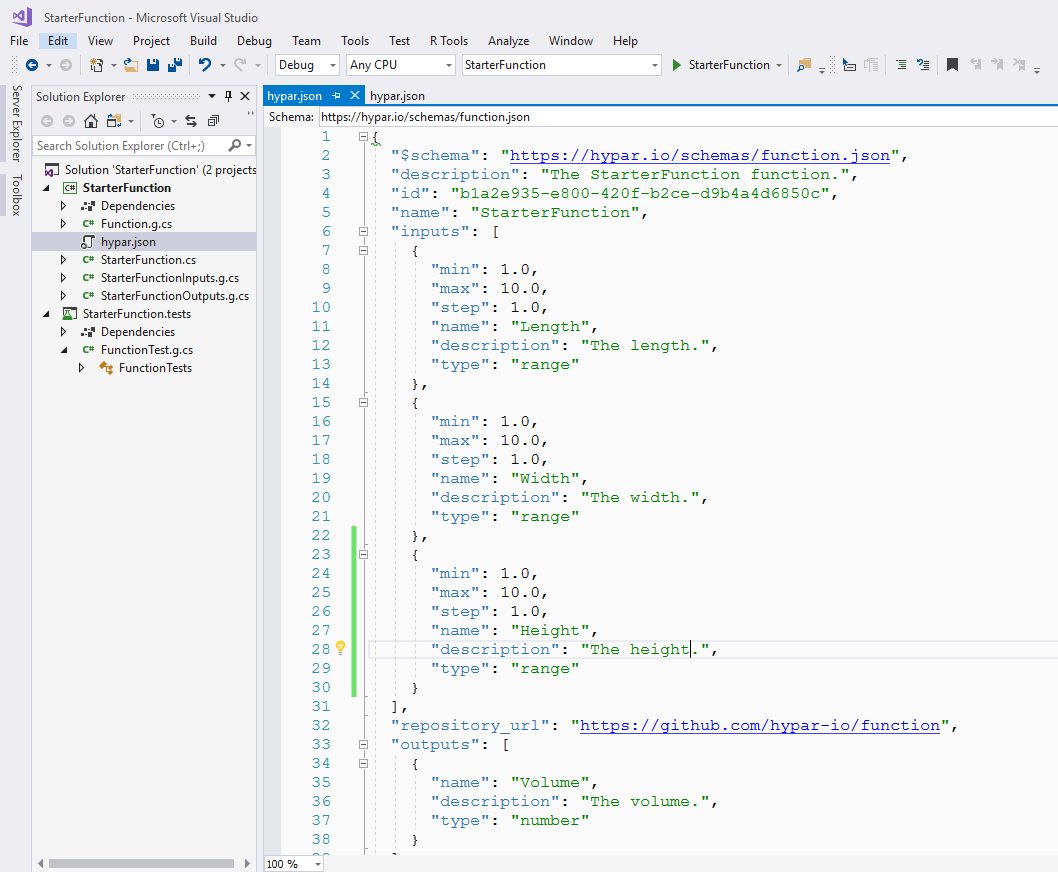 StarterFunction - Microsoft Visual Studio
File Edit View Project Build Debug Team Tools Test R Tools Analyze Window Help
Debug Any CPU StarterFunction StarterFunction
Server Explorer
Toolbox
Solution Explorer
Search Solution Explorer (Ctrl+;)
Solution 'StarterFunction' (2 projects
StarterFunction
Dependencies
Function.g.cs
hypar.json
StarterFunction.cs
StarterFunctionInputs.g.cs
StarterFunctionOutputs.g.cs
StarterFunction.tests
Dependencies
FunctionTest.g.cs
FunctionTests
hypar.json hypar.json
Schema: https://hypar.io/schemas/function.json
1 {
2 "$schema": "https://hypar.io/schemas/function.json",
3 "description": "The StarterFunction function.",
4 "id": "b1a2e935-e800-420f-b2ce-d9b4a4d6850c",
5 "name": "StarterFunction",
6 "inputs": [
7 {
8 "min": 1.0,
9 "max": 10.0,
10 "step": 1.0,
11 "name": "Length",
12 "description": "The length.",
13 "type": "range"
14 },
15 {
16 "min": 1.0,
17 "max": 10.0,
18 "step": 1.0,
19 "name": "Width",
20 "description": "The width.",
21 "type": "range"
22 },
23 {
24 "min": 1.0,
25 "max": 10.0,
26 "step": 1.0,
27 "name": "Height",
28 "description": "The height.",
29 "type": "range"
30 }
31 ],
32 "repository_url": "https://github.com/hypar-io/function",
33 "outputs": [
34 {
35 "name": "Volume",
36 "description": "The volume.",
37 "type": "number"
38 }
100 %